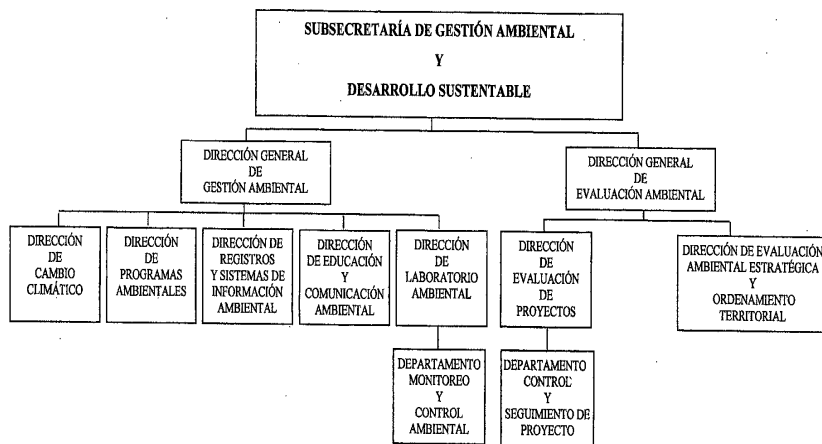 SUBSECRETARÍA DE GESTIÓN AMBIENTAL
Y
DESARROLLO SUSTENTABLE
DIRECCIÓN GENERAL
DE
GESTIÓN AMBIENTAL
DIRECCIÓN GENERAL
DE
EVALUACIÓN AMBIENTAL
DIRECCIÓN
DE
CAMBIO
CLIMÁTICO
DIRECCIÓN
DE
PROGRAMAS
AMBIENTALES
DIRECCIÓN DE
REGISTROS
Y SISTEMAS DE
INFORMACIÓN
AMBIENTAL
DIRECCIÓN
DE EDUCACIÓN
Y
COMUNICACIÓN
AMBIENTAL
DIRECCIÓN
DE
LABORATORIO
AMBIENTAL
DIRECCIÓN
DE
EVALUACIÓN
DE
PROYECTOS
DIRECCIÓN DE EVALUACIÓN
AMBIENTAL ESTRATÉGICA
Y
ORDENAMIENTO
TERRITORIAL
DEPARTAMENTO
MONITOREO
Y
CONTROL
AMBIENTAL
DEPARTAMENTO
CONTROL
Y
SEGUIMIENTO DE
PROYECTO